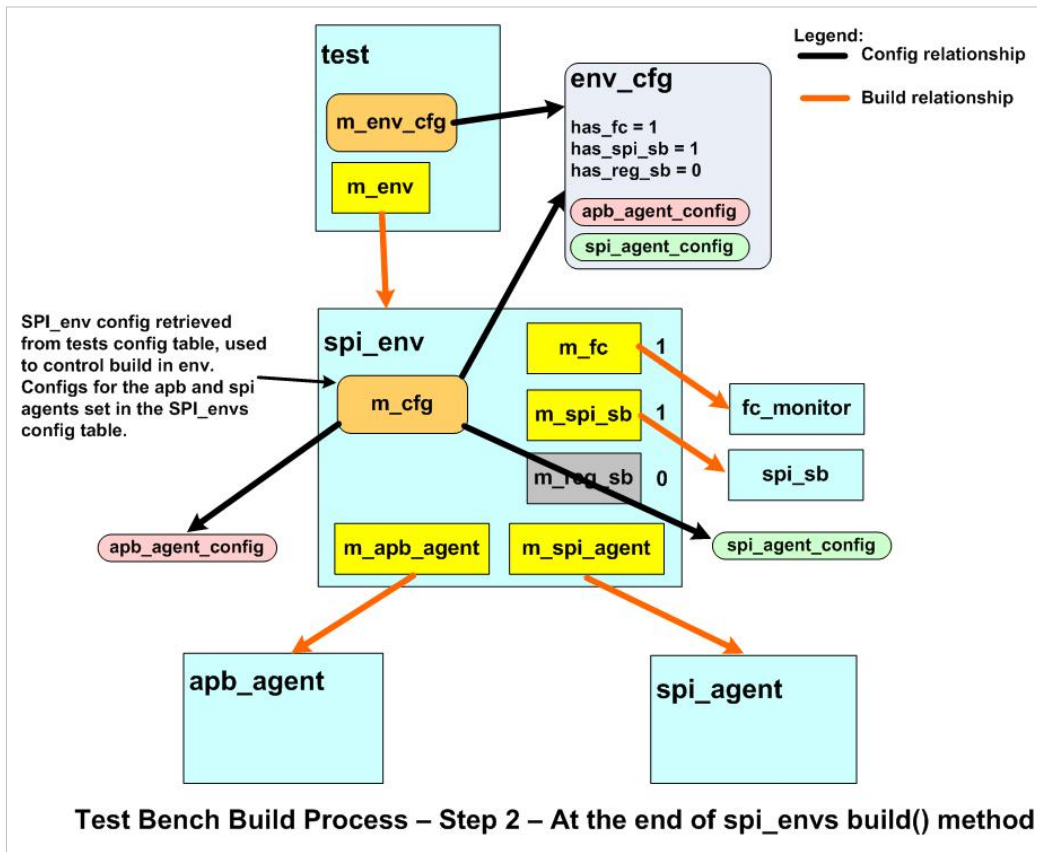 Legend:
Config relationship
Build relationship
test
m_env_cfg
m_env
env_cfg
has_fc = 1
has_spi_sb = 1
has_reg_sb = 0
apb_agent_config
spi_agent_config
SPI_env config retrieved
from tests config table, used
to control build in env.
Configs for the apb and spi
agents set in the SPI_envs
config table.
spi_env
m_cfg
m_fc 1
m_spi_sb 1
m_reg_sb 0
fc_monitor
spi_sb
apb_agent_config
m_apb_agent
m_spi_agent
spi_agent_config
apb_agent
spi_agent
Test Bench Build Process – Step 2 – At the end of spi_envs build() method